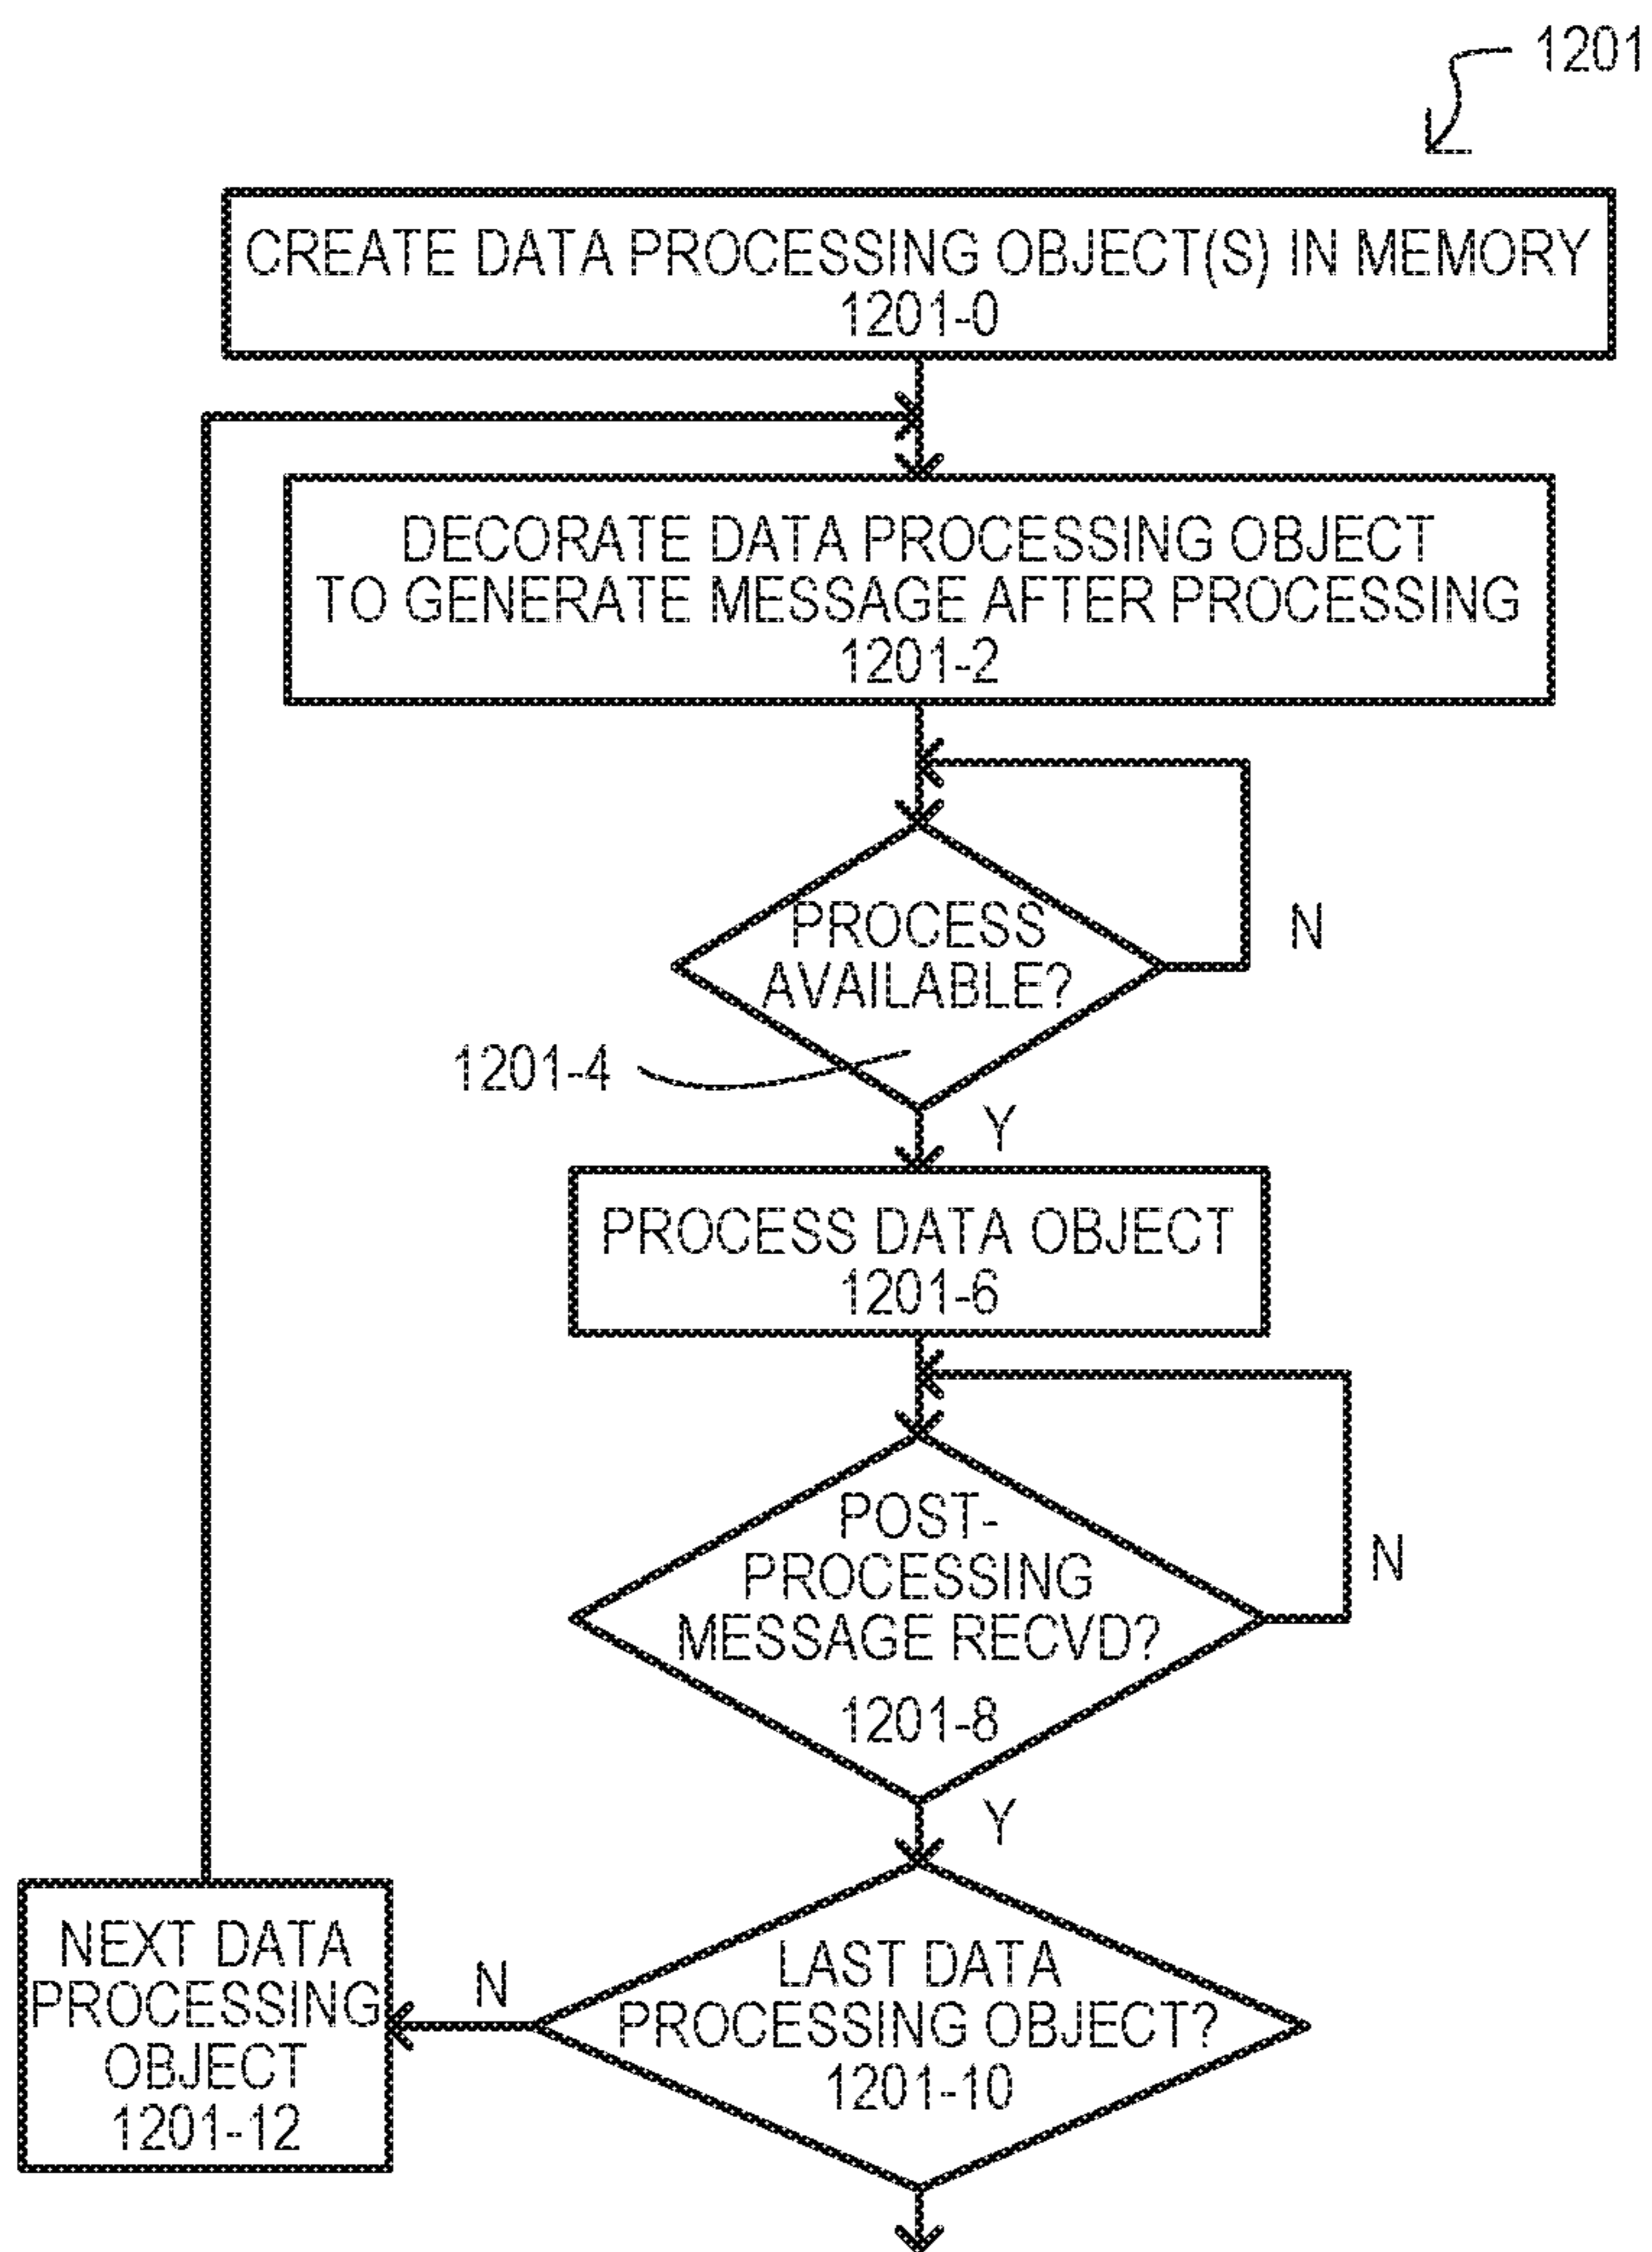 1201
CREATE DATA PROCESSING OBJECT(S) IN MEMORY
1201-0
DECORATE DATA PROCESSING OBJECT
TO GENERATE MESSAGE AFTER PROCESSING
1201-2
PROCESS
AVAILABLE?
N
1201-4
Y
PROCESS DATA OBJECT
1201-6
POST-
PROCESSING
MESSAGE RECVD?
1201-8
N
Y
LAST DATA
PROCESSING OBJECT?
1201-10
N
NEXT DATA
PROCESSING
OBJECT
1201-12